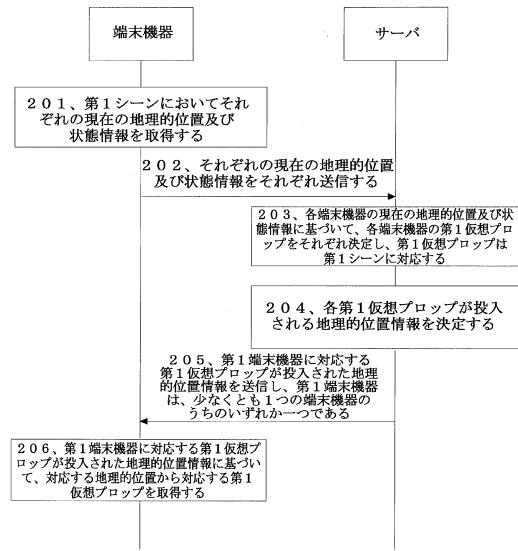 端末機器
サーバ
２０１、第１シーンにおいてそれ
ぞれの現在の地理的位置及び
状態情報を取得する
２０２、それぞれの現在の地理的位置
及び状態情報をそれぞれ送信する
２０３、各端末機器の現在の地理的位置及び状
態情報に基づいて、各端末機器の第１仮想プロ
ップをそれぞれ決定し、第１仮想プロップは
第１シーンに対応する
２０４、各第１仮想プロップが投入
される地理的位置情報を決定する
２０５、第１端末機器に対応する
第１仮想プロップが投入された地理
的位置情報を送信し、第１端末機器
は、少なくとも１つの端末機器の
うちのいずれか一つである
２０６、第１端末機器に対応する第１仮想プ
ロップが投入された地理的位置情報に基づい
て、対応する地理的位置から対応する第１
仮想プロップを取得する